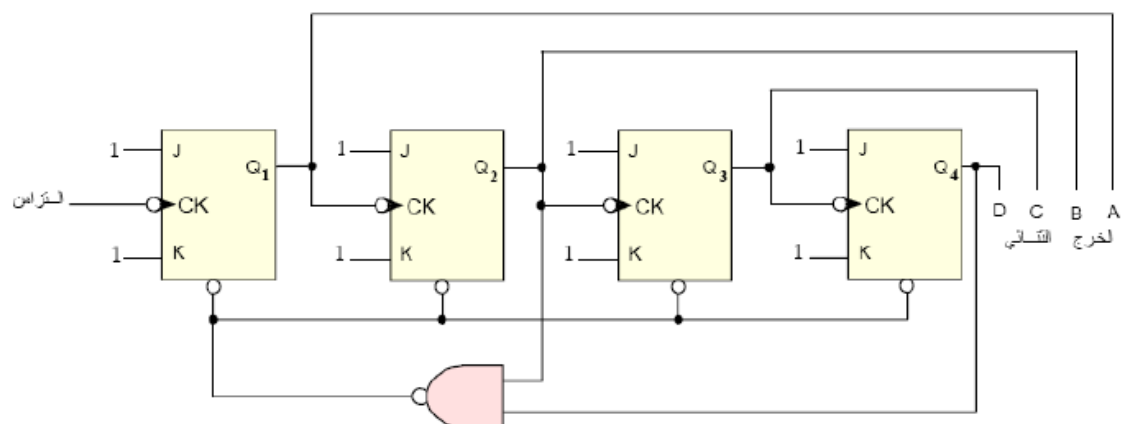 1 J Q1
1 J Q2
1 J Q3
1 J Q4
التزامن CK
CK
CK
CK
1 K
1 K
1 K
1 K
D C B A
الخرج الثنائي